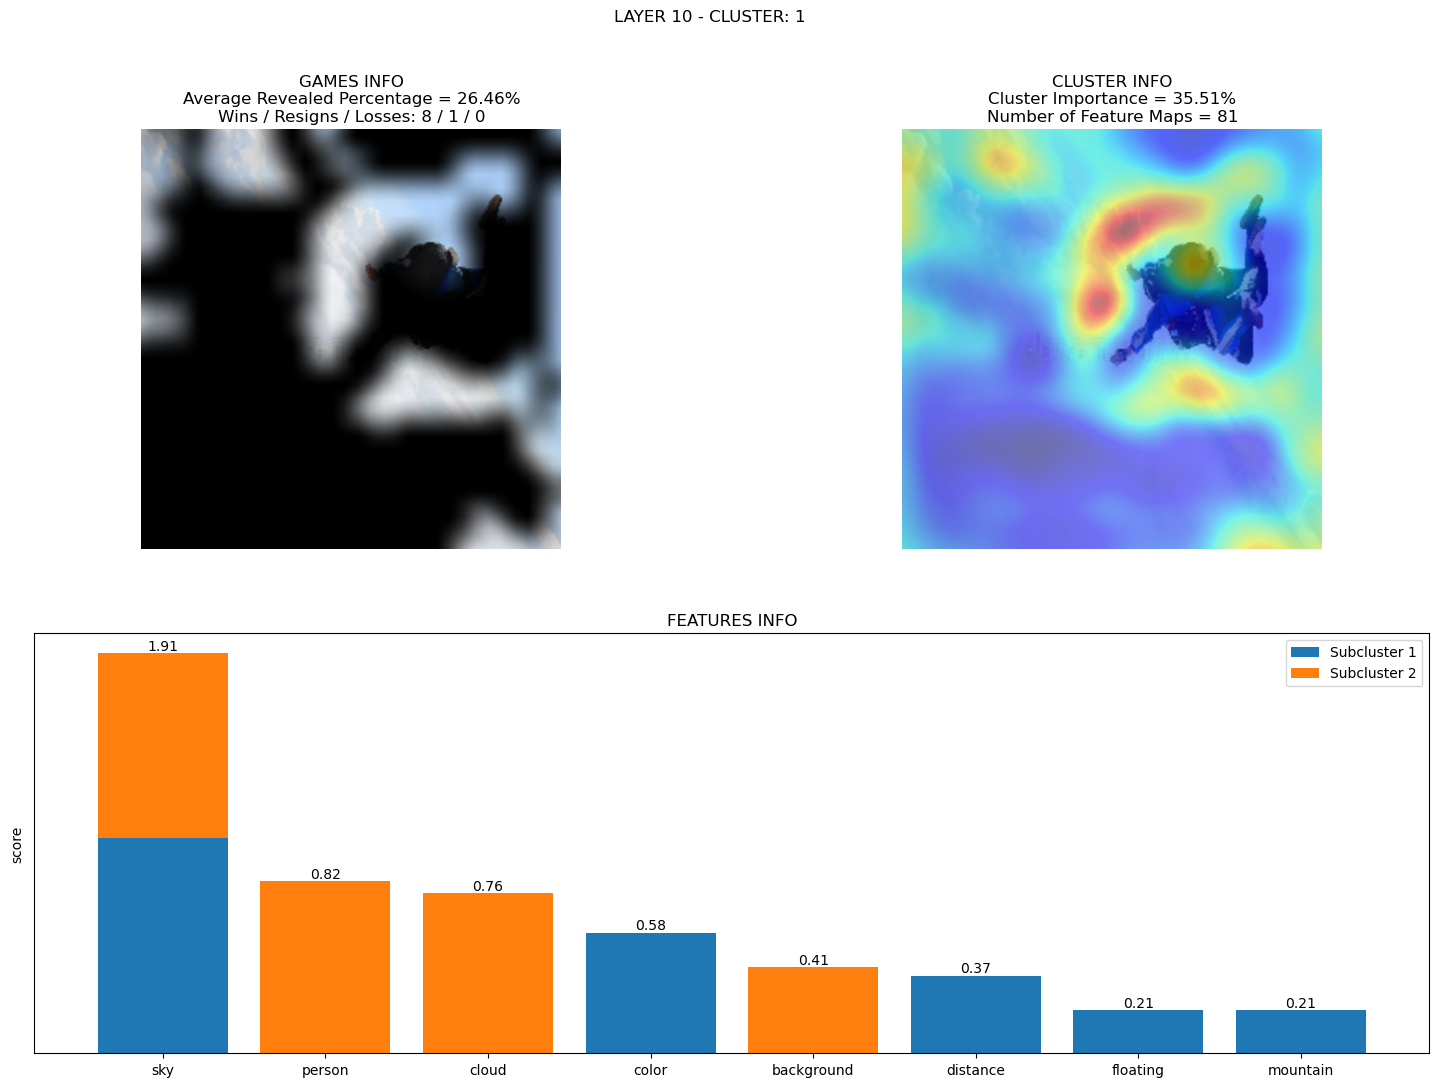 LAYER 10 - CLUSTER: 1
GAMES INFO
Average Revealed Percentage = 26.46%
Wins / Resigns / Losses: 8 / 1 / 0
CLUSTER INFO
Cluster Importance = 35.51%
Number of Feature Maps = 81
FEATURES INFO
Subcluster 1
Subcluster 2
score
1.91
0.82
0.76
0.58
0.41
0.37
0.21
0.21
sky
person
cloud
color
background
distance
floating
mountain